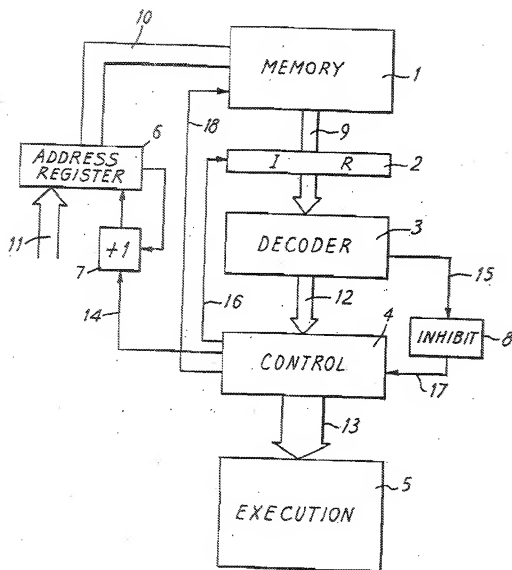 10
MEMORY
1
18
9
6
ADDRESS
REGISTER
I R
2
11
+1
7
DECODER
3
15
14
16
12
4
CONTROL
INHIBIT
8
17
13
5
EXECUTION